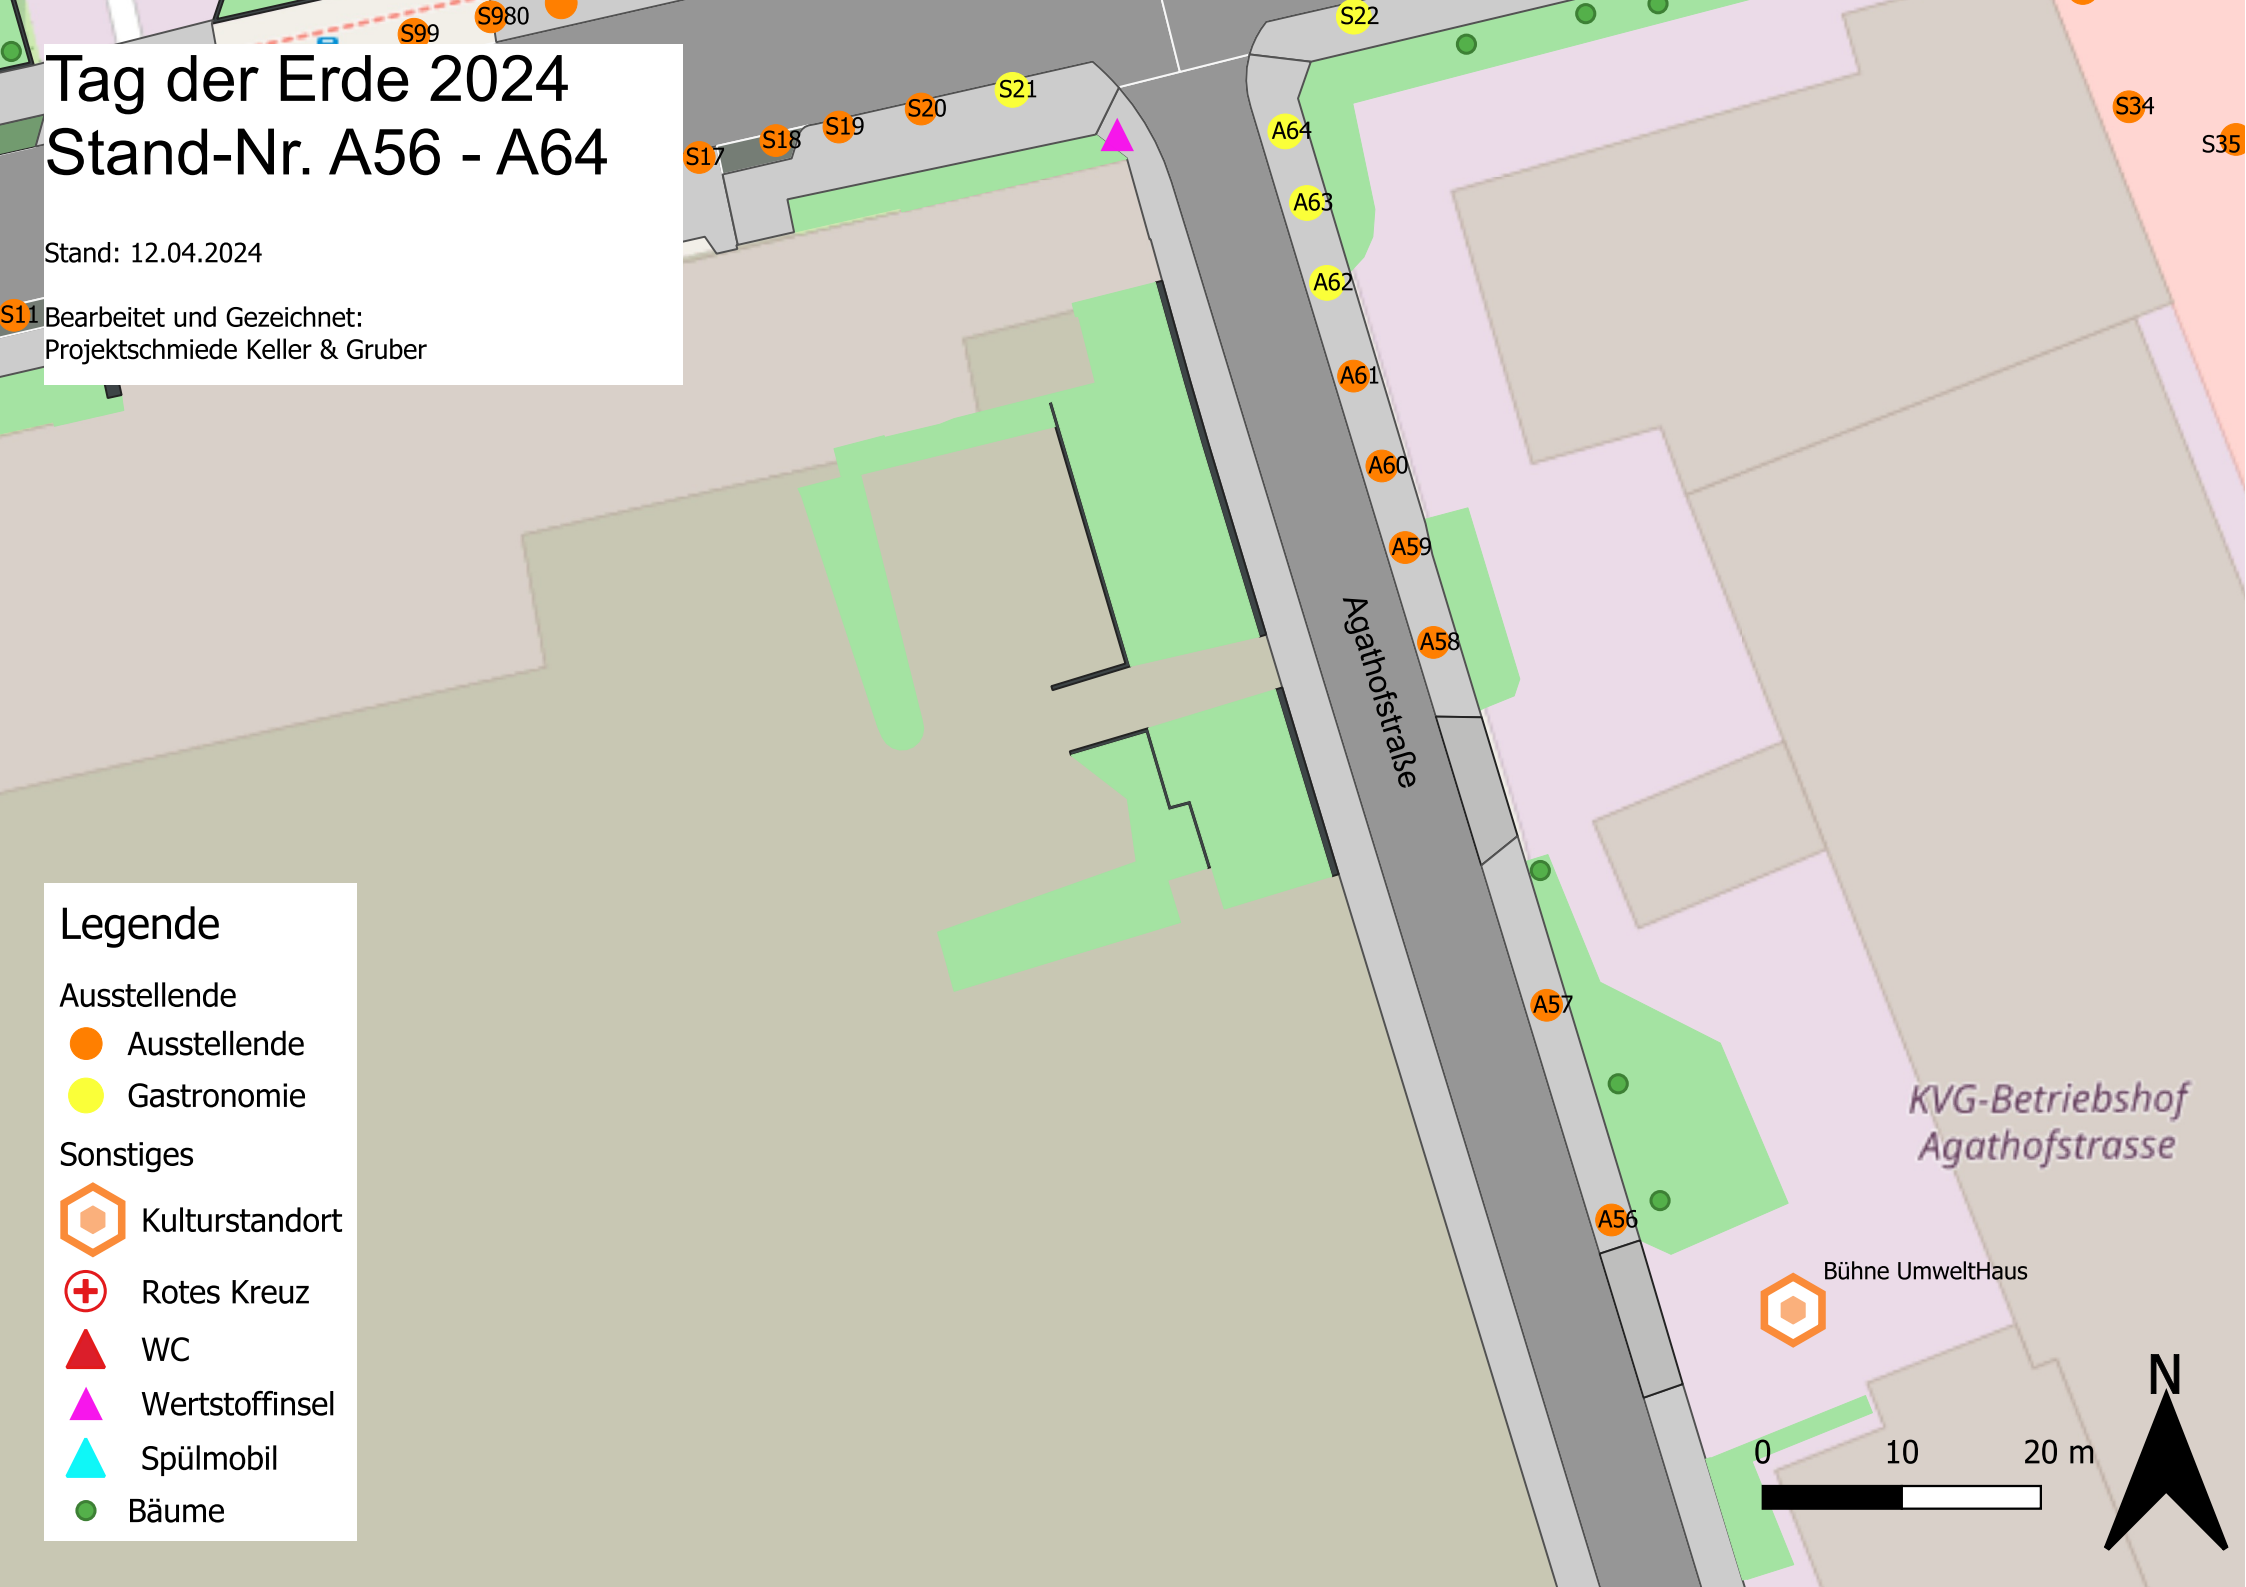 S99
S980
S22
Tag der Erde 2024
Stand-Nr. A56 - A64
Stand: 12.04.2024
Bearbeitet und Gezeichnet:
Projektschmiede Keller & Gruber
S21
S20
S19
S18
S17
S11
S34
S35
A64
A63
A62
A61
A60
A59
A58
Agathofstraße
A57
A56
KVG-Betriebshof
Agathofstrasse
Bühne UmweltHaus
Legende
Ausstellende
Ausstellende
Gastronomie
Sonstiges
Kulturstandort
Rotes Kreuz
WC
Wertstoffinsel
Spülmobil
Bäume
N
0 10 20 m